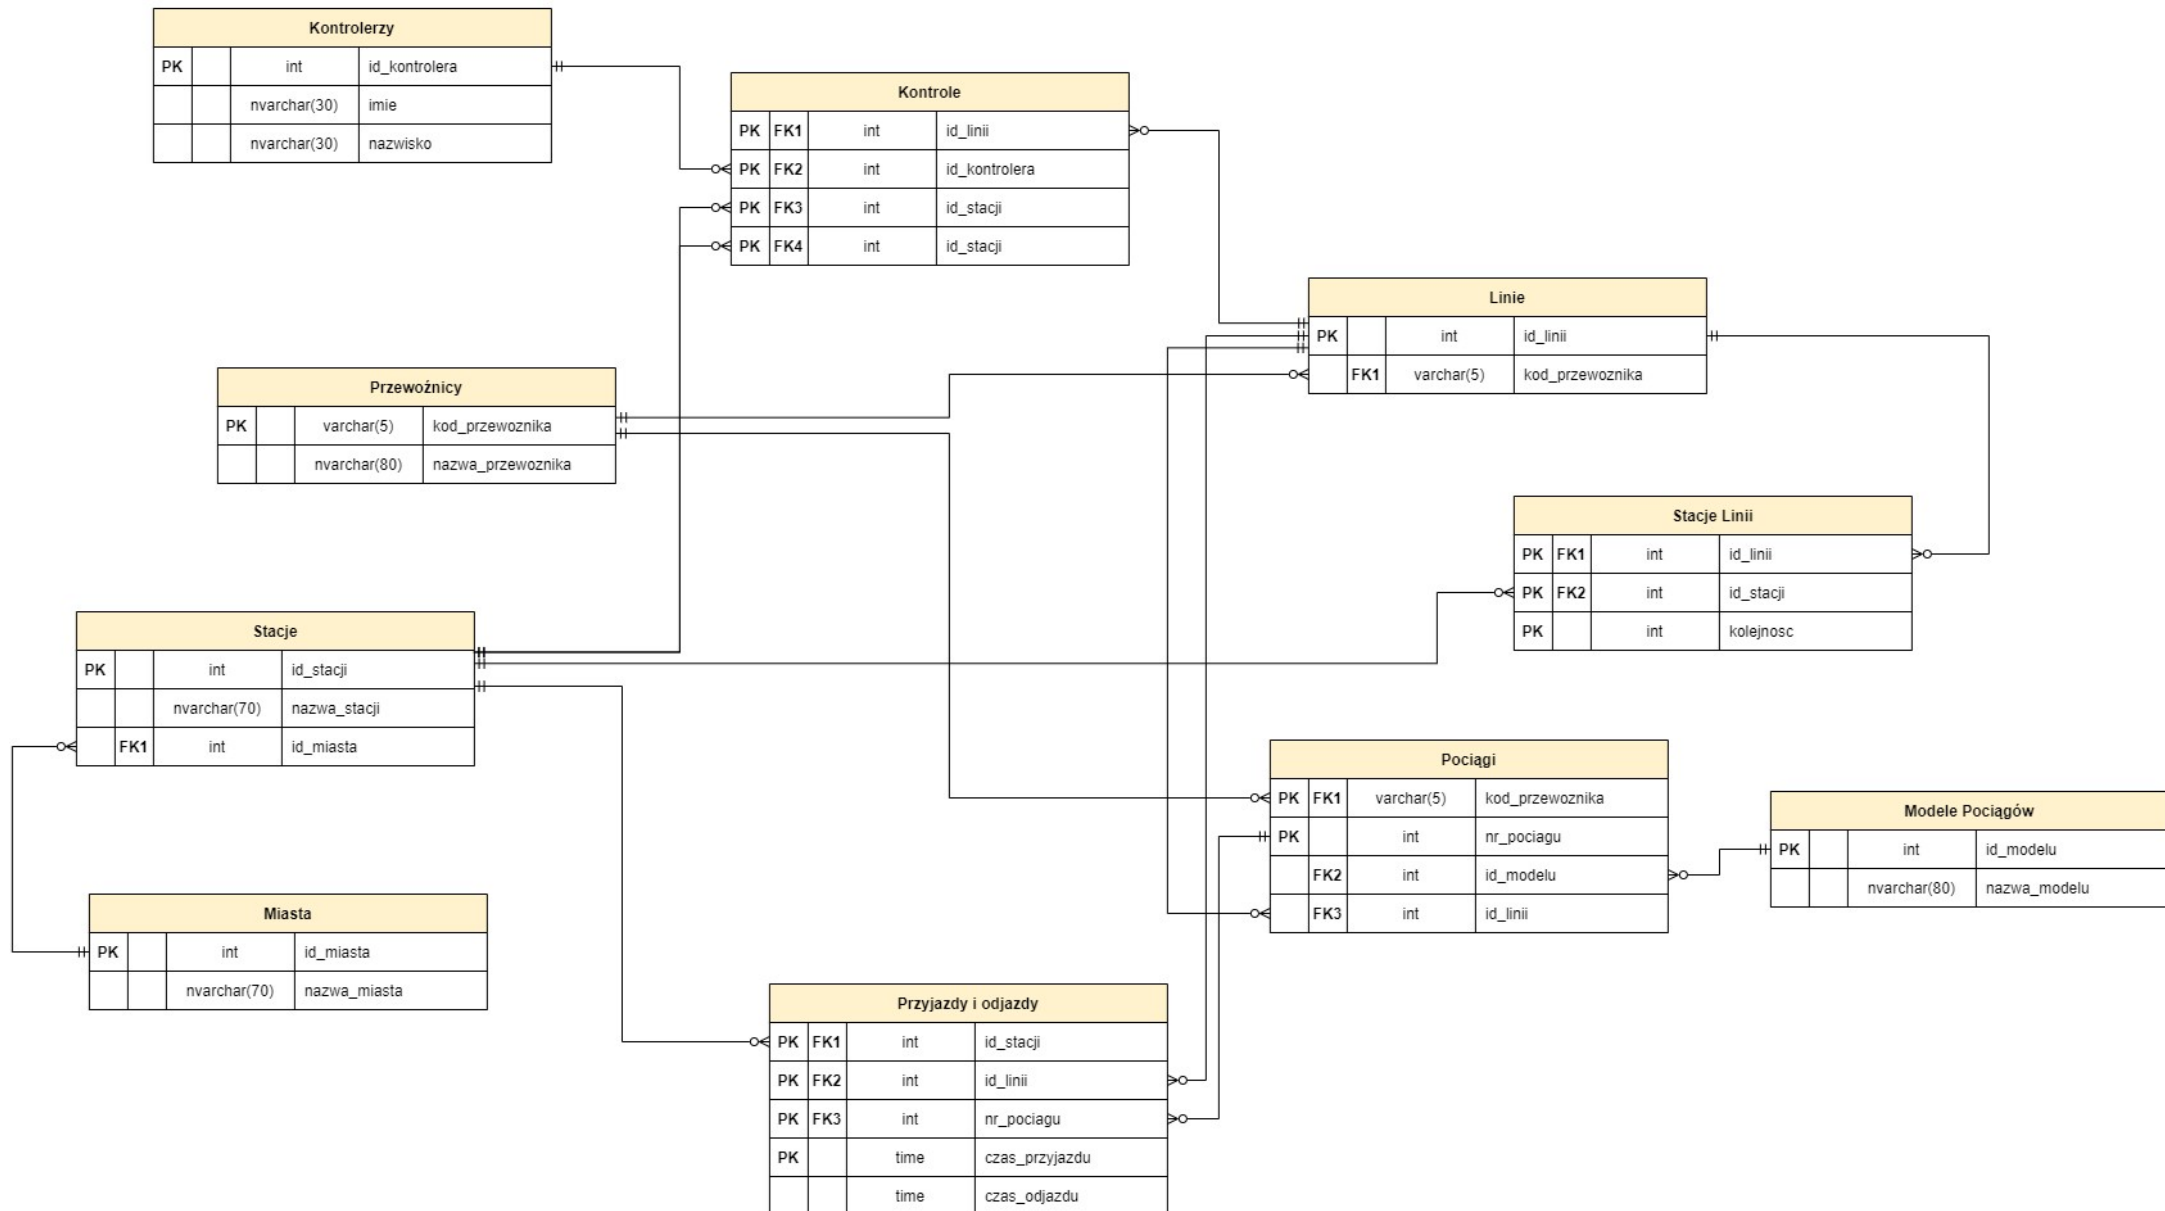 Kontrolerzy
PK int id_kontrolera
nvarchar(30) imie
nvarchar(30) nazwisko
Kontrole
PK FK1 int id_linii
PK FK2 int id_kontrolera
PK FK3 int id_stacji
PK FK4 int id_stacji
Linie
PK int id_linii
FK1 varchar(5) kod_przewoznika
Przewoźnicy
PK varchar(5) kod_przewoznika
nvarchar(80) nazwa_przewoznika
Stacje Linii
PK FK1 int id_linii
PK FK2 int id_stacji
PK int kolejnosc
Stacje
PK int id_stacji
nvarchar(70) nazwa_stacji
FK1 int id_miasta
Pociągi
PK FK1 varchar(5) kod_przewoznika
PK int nr_pociagu
FK2 int id_modelu
FK3 int id_linii
Modele Pociągów
PK int id_modelu
nvarchar(80) nazwa_modelu
Miasta
PK int id_miasta
nvarchar(70) nazwa_miasta
Przyjazdy i odjazdy
PK FK1 int id_stacji
PK FK2 int id_linii
PK FK3 int nr_pociagu
PK time czas_przyjazdu
time czas_odjazdu